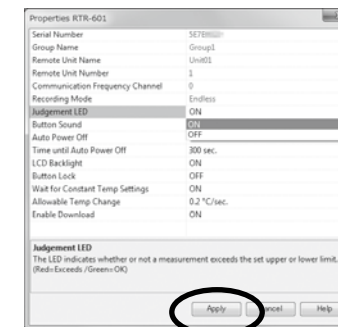 Properties RTR-601
Serial Number
Group Name Group1
Remote Unit Name Unit01
Remote Unit Number 1
Communication Frequency Channel 0
Recording Mode Endless
Judgement LED ON
Button Sound ON
Auto Power Off OFF
Time until Auto Power Off 300 sec.
LCD Backlight ON
Button Lock OFF
Wait for Constant Temp Settings ON
Allowable Temp Change 0.2 °C/sec.
Enable Download ON
Judgement LED
The LED indicates whether or not a measurement exceeds the set upper or lower limit.
(Red=Exceeds /Green=OK)
Apply Cancel Help